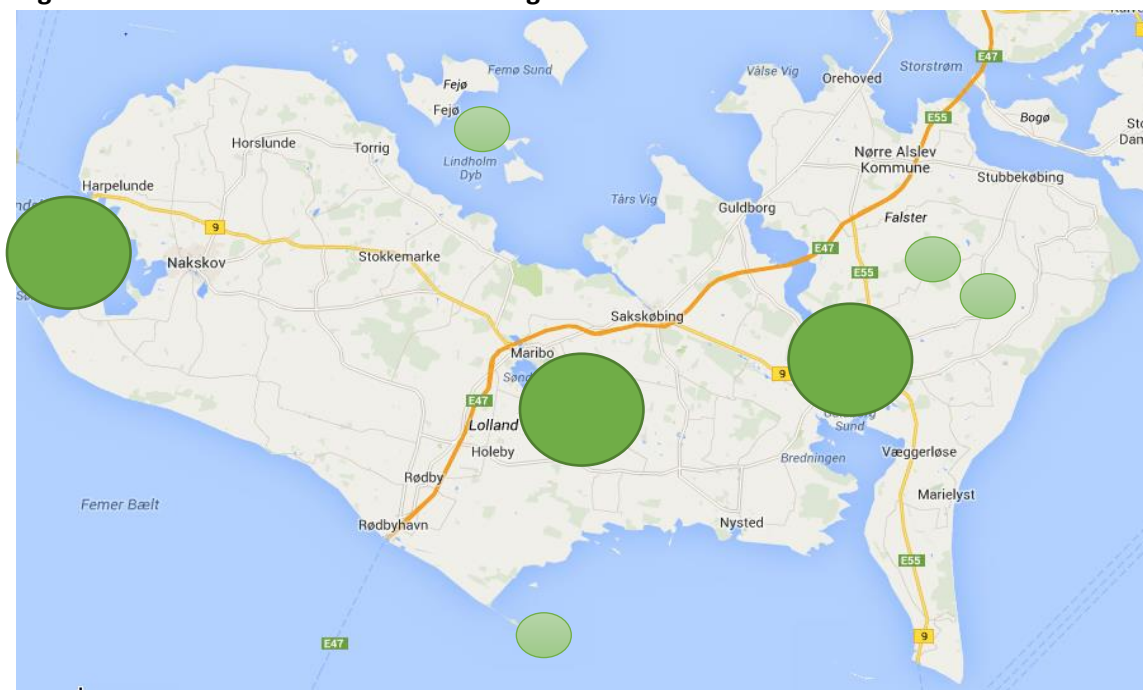 E47
Femø Sund
Fejø
Fejø
Vålse Vig
Orehoved
Storstrøm
E55
Bogø
Horslunde
Torrig
Lindholm
Dyb
Nørre Alslev
Kommune
Stubbekøbing
Harpelunde
Tårs Vig
Guldborg
Falster
9
Nakskov
Stokkemarke
E47
E55
Sakskøbing
Maribo
9
E47
Lolland
Holeby
Sund
Bredningen
Væggerløse
Rødby
Marielyst
Femer Bælt
Rødbyhavn
Nysted
E55
E47
9